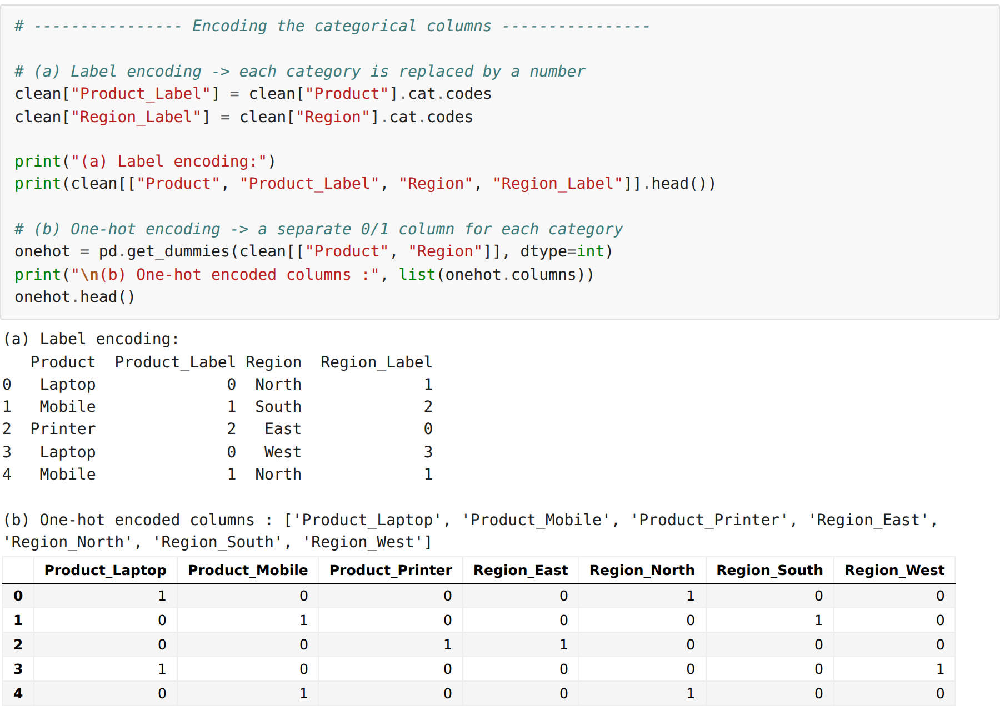 # ---------------- Encoding the categorical columns ----------------
# (a) Label encoding -> each category is replaced by a number
clean["Product_Label"] = clean["Product"].cat.codes
clean["Region_Label"] = clean["Region"].cat.codes
print("(a) Label encoding:")
print(clean[["Product", "Product_Label", "Region", "Region_Label"]].head())
# (b) One-hot encoding -> a separate 0/1 column for each category
onehot = pd.get_dummies(clean[["Product", "Region"]], dtype=int)
print("\n(b) One-hot encoded columns :", list(onehot.columns))
onehot.head()
(a) Label encoding:
   Product  Product_Label Region  Region_Label
0   Laptop              0  North             1
1   Mobile              1  South             2
2  Printer              2   East             0
3   Laptop              0   West             3
4   Mobile              1  North             1
(b) One-hot encoded columns : ['Product_Laptop', 'Product_Mobile', 'Product_Printer', 'Region_East',
'Region_North', 'Region_South', 'Region_West']
Product_Laptop Product_Mobile Product_Printer Region_East Region_North Region_South Region_West
0 1 0 0 0 1 0 0
1 0 1 0 0 0 1 0
2 0 0 1 1 0 0 0
3 1 0 0 0 0 0 1
4 0 1 0 0 1 0 0